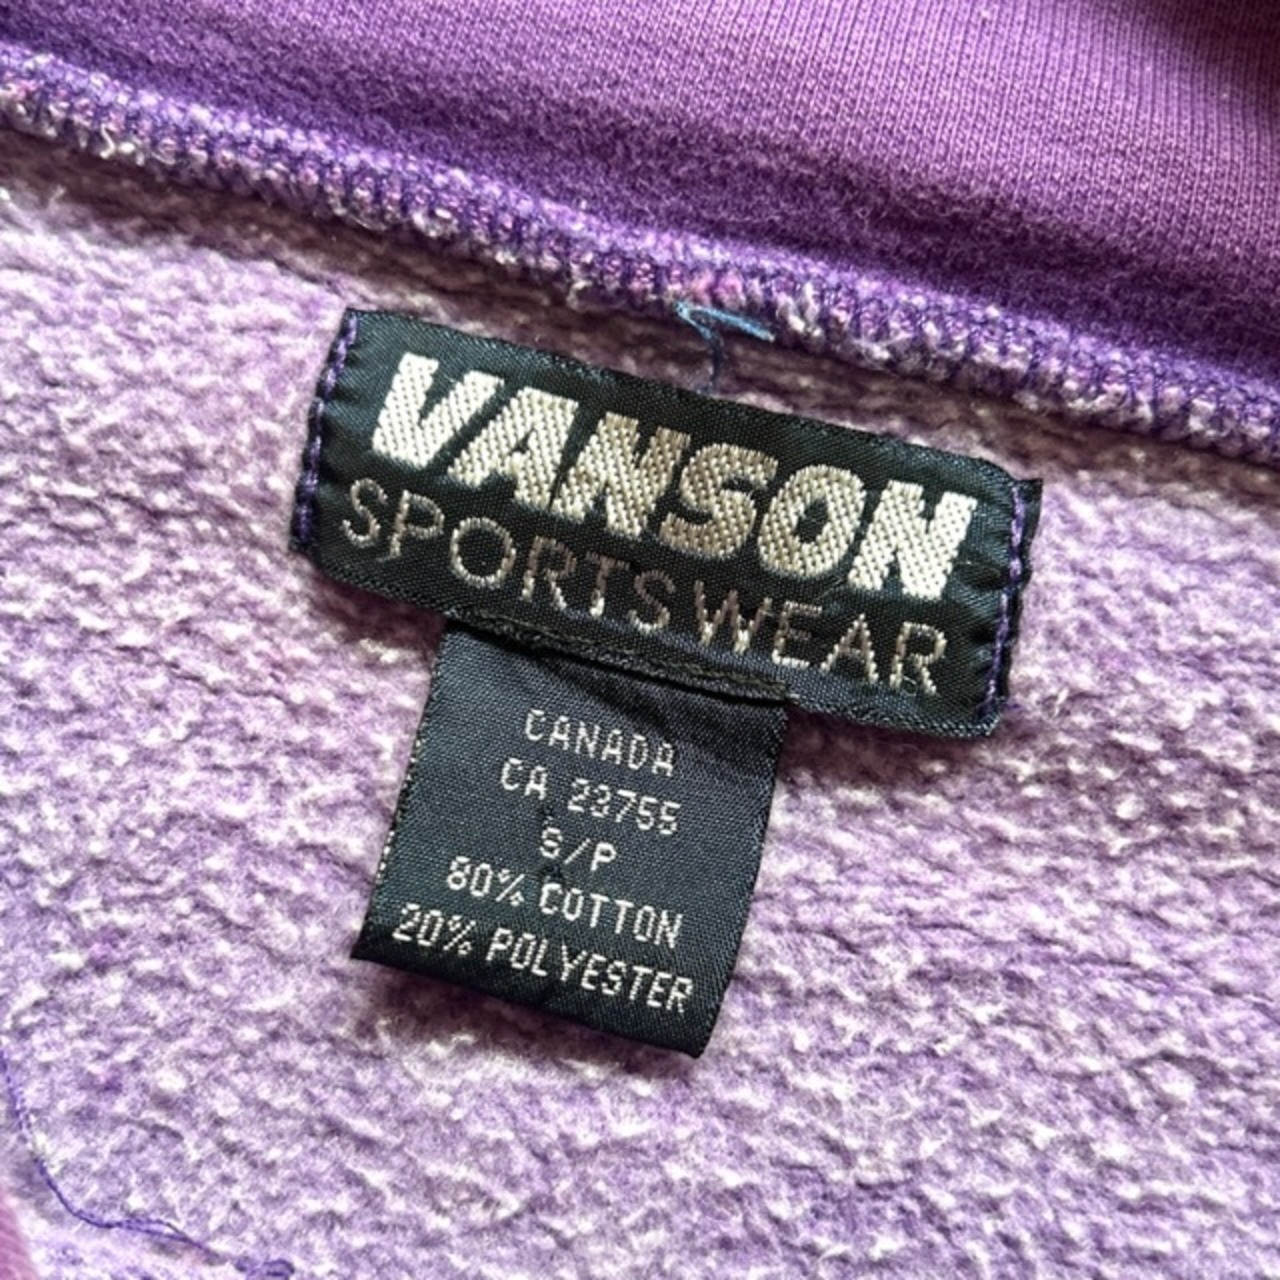 VANSON
SPORTSWEAR
CANADA
CA 23755
S/P
80% COTTON
20% POLYESTER